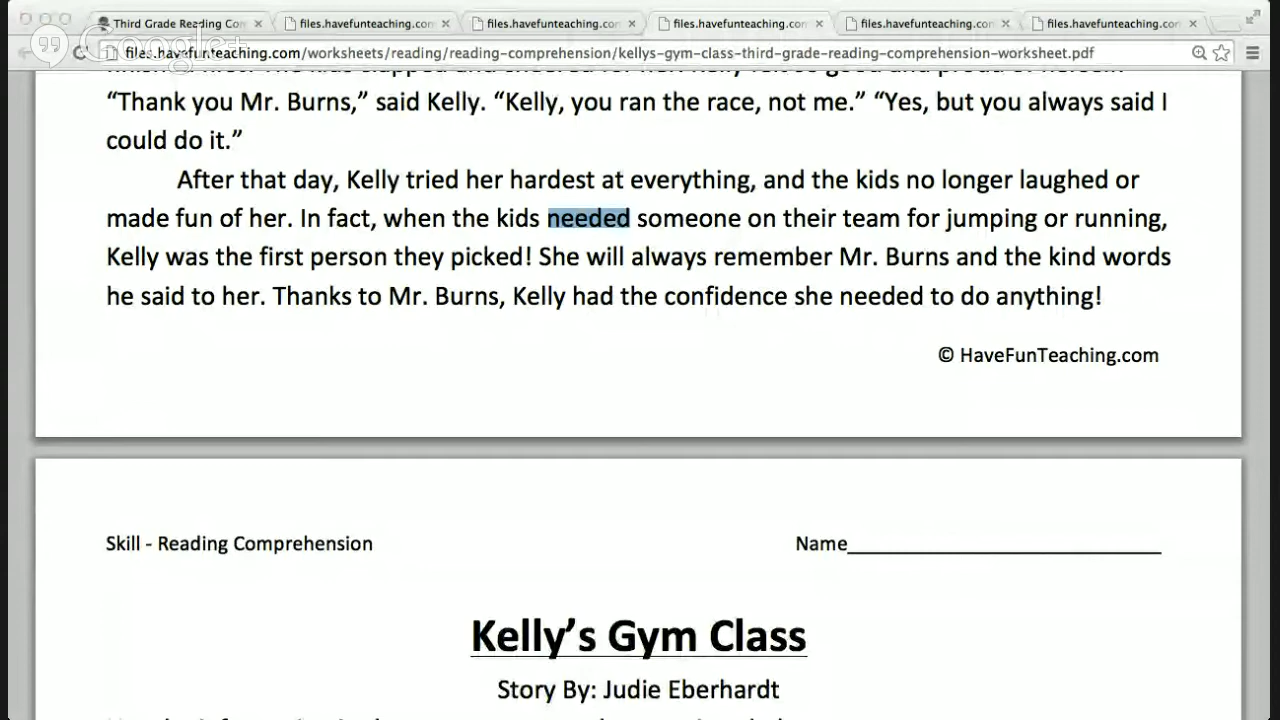 Third Grade Reading Co
files.havefunteaching.com
files.havefunteaching.com
files.havefunteaching.com
files.havefunteaching.com
files.havefunteaching.com
Google+
files.havefunteaching.com/worksheets/reading/reading-comprehension/kellys-gym-class-third-grade-reading-comprehension-worksheet.pdf
“Thank you Mr. Burns,” said Kelly. “Kelly, you ran the race, not me.” “Yes, but you always said I
could do it.”
After that day, Kelly tried her hardest at everything, and the kids no longer laughed or
made fun of her. In fact, when the kids needed someone on their team for jumping or running,
Kelly was the first person they picked! She will always remember Mr. Burns and the kind words
he said to her. Thanks to Mr. Burns, Kelly had the confidence she needed to do anything!
© HaveFunTeaching.com
Skill - Reading Comprehension
Name
Kelly’s Gym Class
Story By: Judie Eberhardt